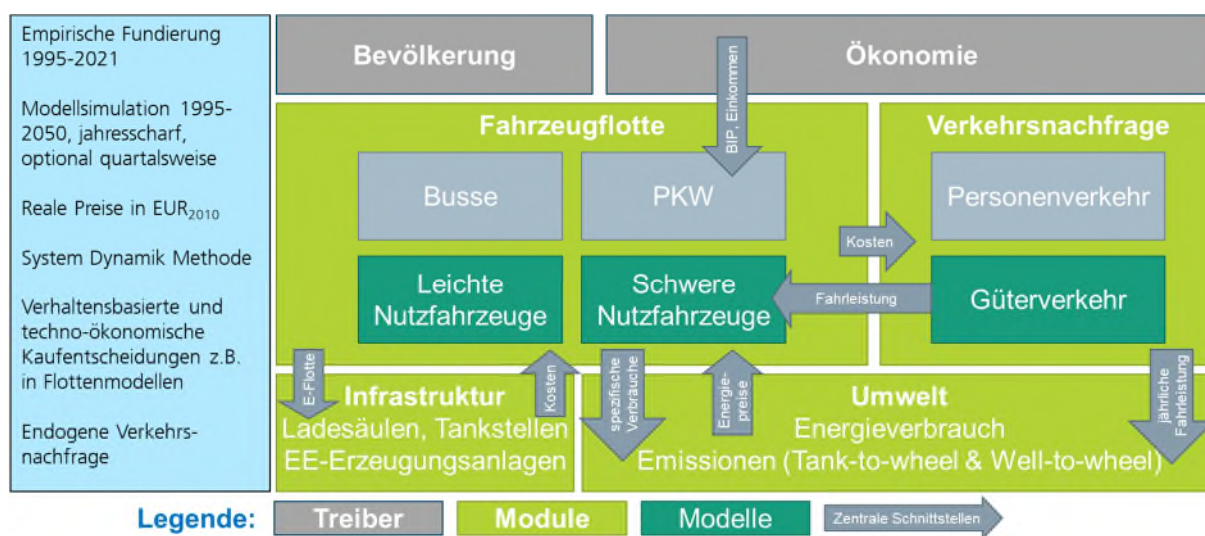 Empirische Fundierung
1995-2021
Modellsimulation 1995-
2050, jahresscharf,
optional quartalsweise
Reale Preise in EUR2010
System Dynamik Methode
Verhaltensbasierte und
techno-ökonomische
Kaufentscheidungen z.B.
in Flottenmodellen
Endogene Verkehrs-
nachfrage
Bevölkerung
Ökonomie
BIP, Einkommen
Fahrzeugflotte
Busse
PKW
Leichte
Nutzfahrzeuge
Schwere
Nutzfahrzeuge
Verkehrsnachfrage
Personenverkehr
Güterverkehr
Kosten
Fahrleistung
E-Flotte
Kosten
spezifische
Verbräuche
Energie-
preise
jährliche
Fahrleistung
Infrastruktur
Ladesäulen, Tankstellen
EE-Erzeugungsanlagen
Umwelt
Energieverbrauch
Emissionen (Tank-to-wheel & Well-to-wheel)
Legende:
Treiber
Module
Modelle
Zentrale Schnittstellen